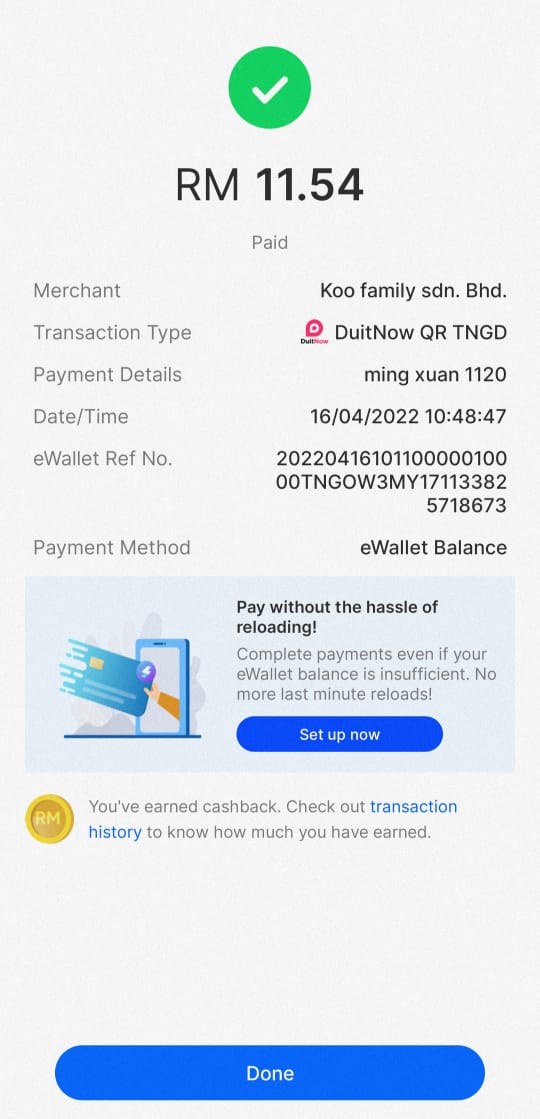 RM 11.54
Paid
Merchant Koo family sdn. Bhd.
Transaction Type DuitNow DuitNow QR TNGD
Payment Details ming xuan 1120
Date/Time 16/04/2022 10:48:47
eWallet Ref No. 20220416101100000100
00TNGOW3MY17113382
5718673
Payment Method eWallet Balance
Pay without the hassle of
reloading!
Complete payments even if your
eWallet balance is insufficient. No
more last minute reloads!
Set up now
RM You've earned cashback. Check out transaction
history to know how much you have earned.
Done